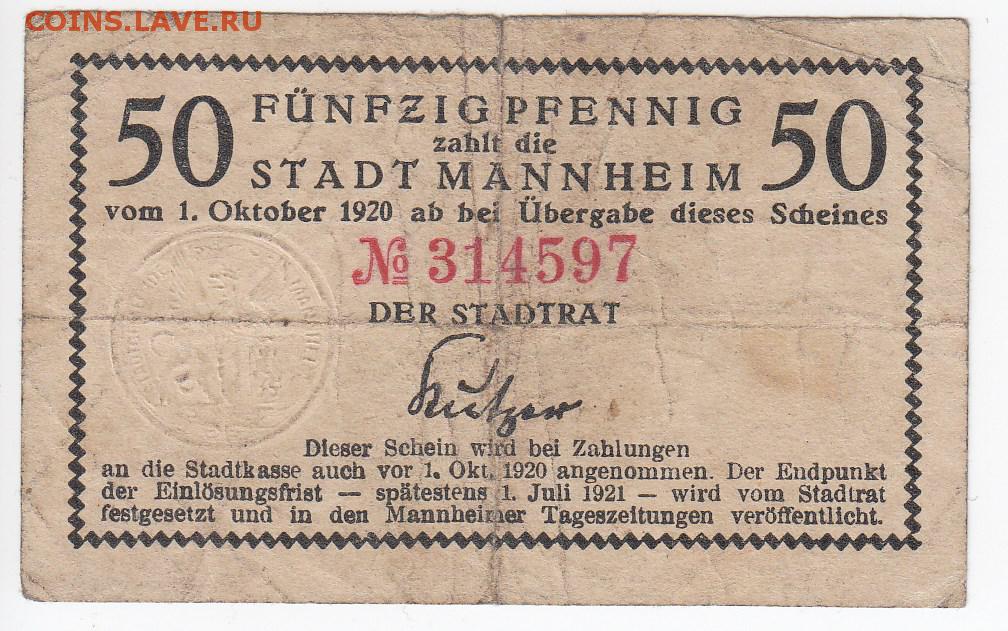 COINS.LAVE.RU
50 FÜNFZIG PFENNIG 50
zahlt die
STADT MANNHEIM
vom 1. Oktober 1920 ab bei Übergabe dieses Scheines
№ 314597
DER STADTRAT
Kutzer
Dieser Schein wird bei Zahlungen
an die Stadtkasse auch vor 1. Okt. 1920 angenommen. Der Endpunkt
der Einlösungsfrist — spätestens 1. Juli 1921 — wird vom Stadtrat
festgesetzt und in den Mannheimer Tageszeitungen veröffentlicht.